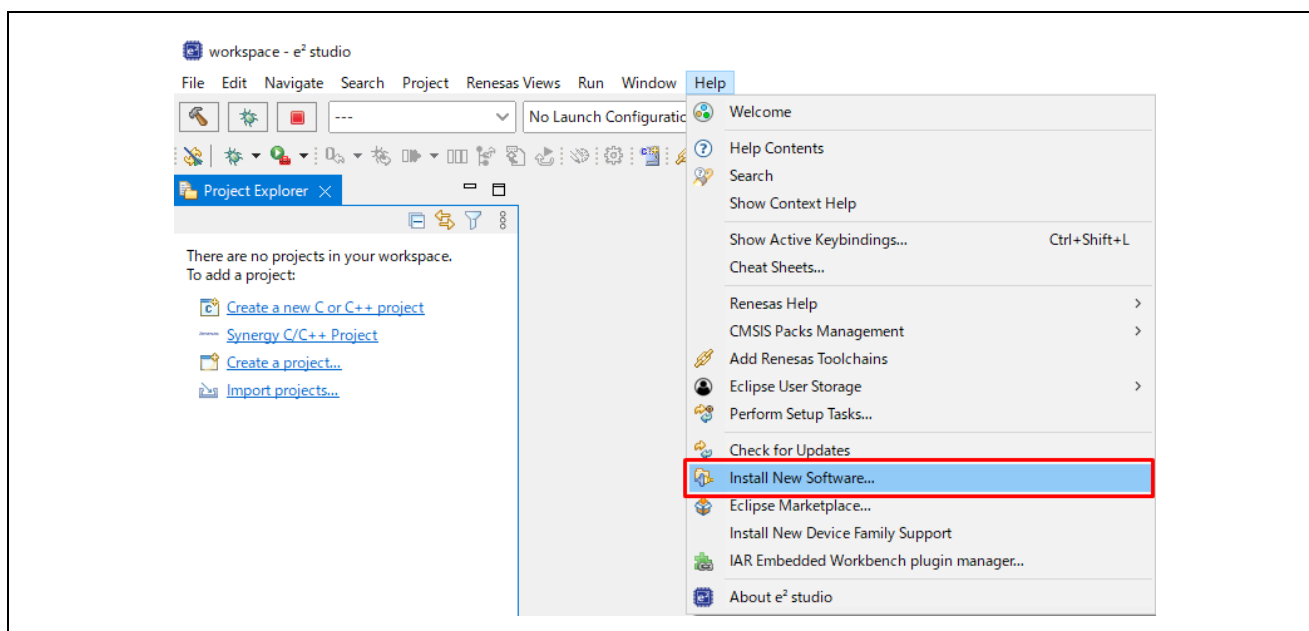 workspace - e² studio
File Edit Navigate Search Project Renesas Views Run Window Help
--- No Launch Configuratic
Project Explorer
There are no projects in your workspace.
To add a project:
Create a new C or C++ project
Synergy C/C++ Project
Create a project...
Import projects...
Welcome
Help Contents
Search
Show Context Help
Show Active Keybindings... Ctrl+Shift+L
Cheat Sheets...
Renesas Help
CMSIS Packs Management
Add Renesas Toolchains
Eclipse User Storage
Perform Setup Tasks...
Check for Updates
Install New Software...
Eclipse Marketplace...
Install New Device Family Support
IAR Embedded Workbench plugin manager...
About e² studio